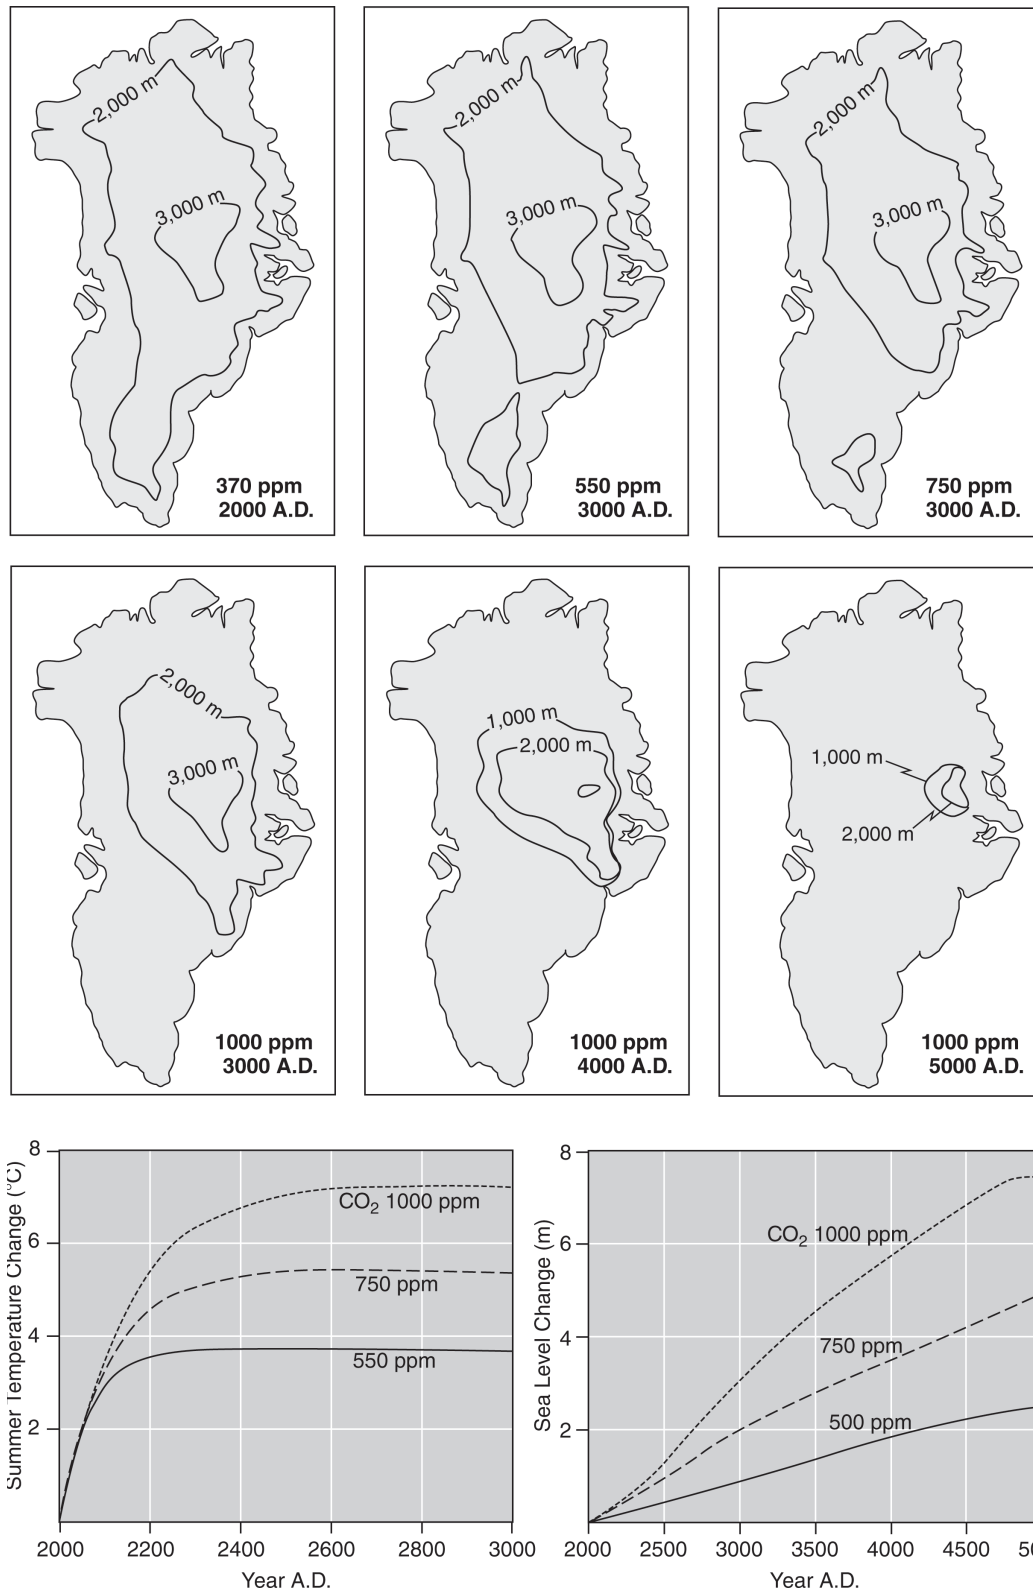 2,000 m
3,000 m
370 ppm
2000 A.D.
2,000 m
3,000 m
550 ppm
3000 A.D.
2,000 m
3,000 m
750 ppm
3000 A.D.
2,000 m
3,000 m
1000 ppm
3000 A.D.
1,000 m
2,000 m
1000 ppm
4000 A.D.
1,000 m
2,000 m
1000 ppm
5000 A.D.
Summer Temperature Change (°C)
8
6
4
2
CO2 1000 ppm
750 ppm
550 ppm
2000 2200 2400 2600 2800 3000
Year A.D.
Sea Level Change (m)
8
6
4
2
CO2 1000 ppm
750 ppm
500 ppm
2000 2500 3000 3500 4000 4500
Year A.D.